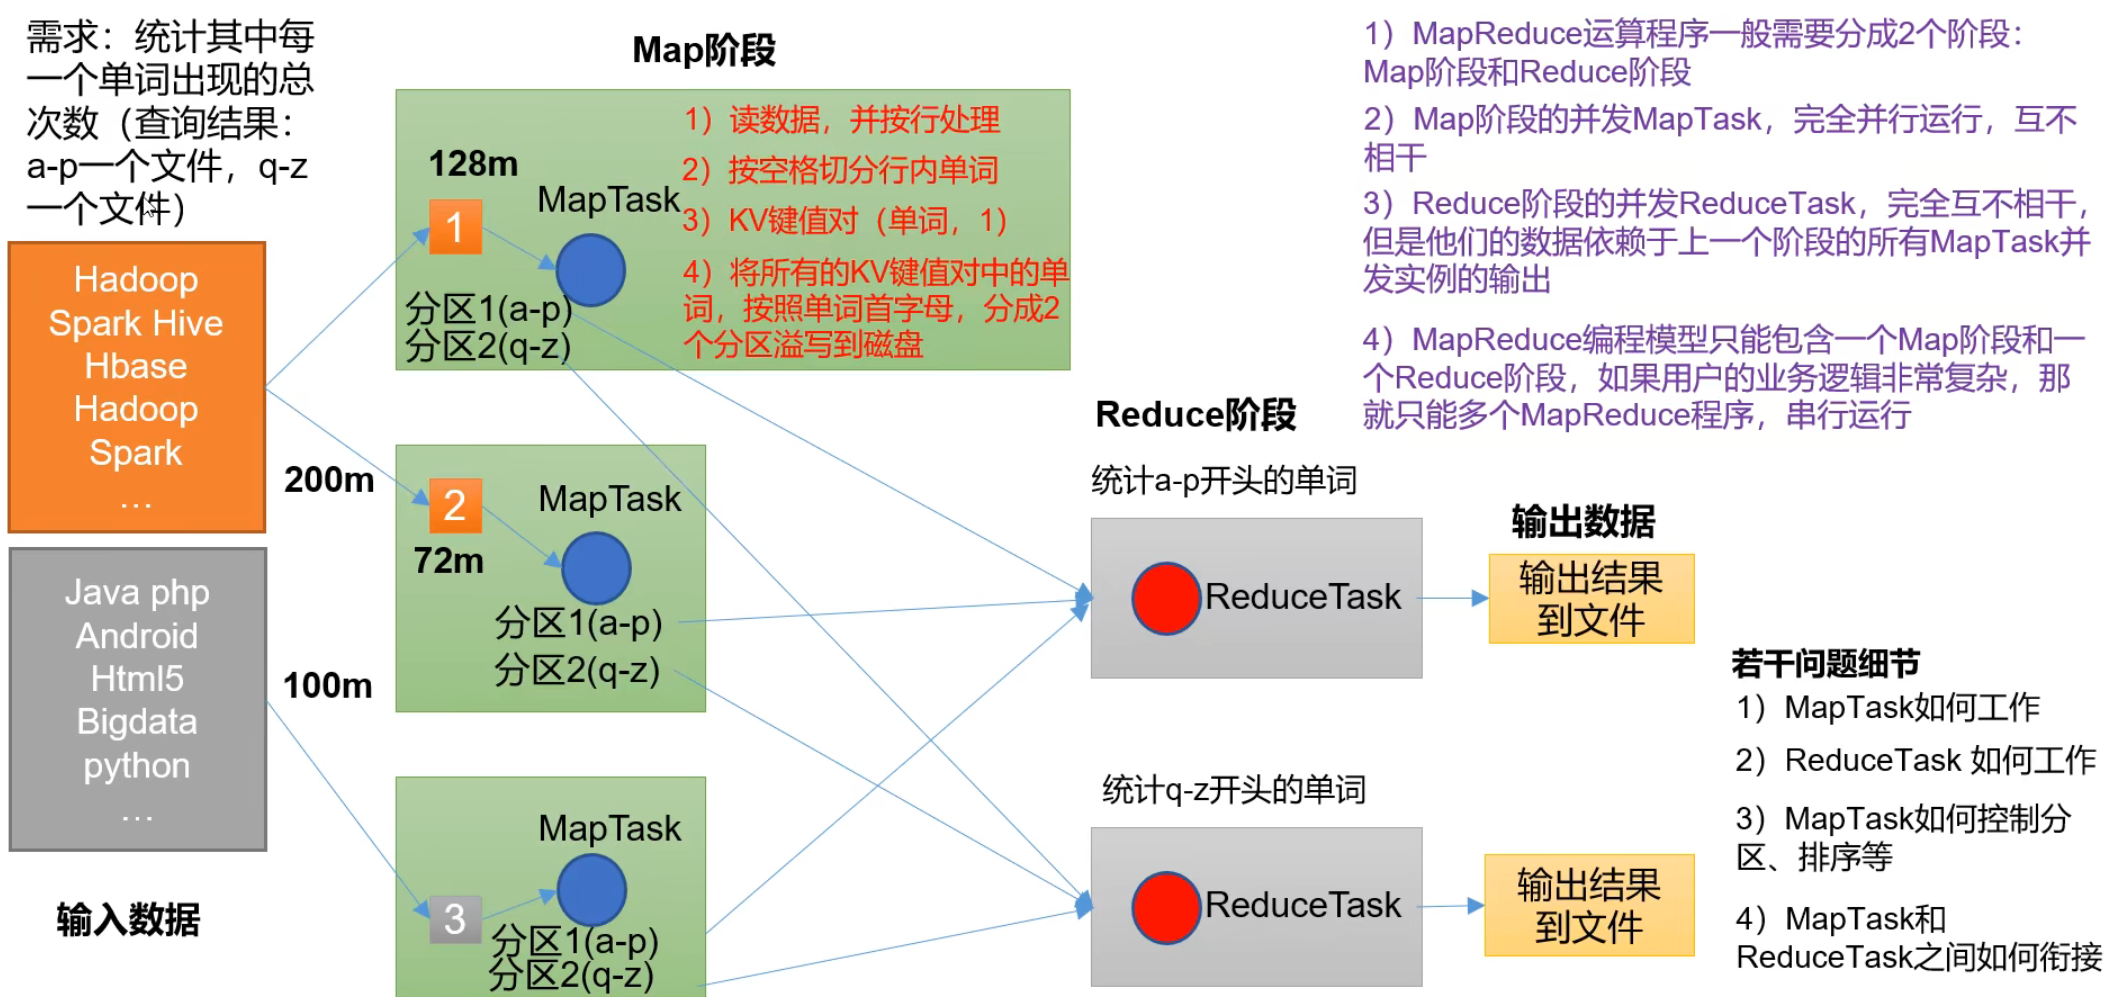 需求：统计其中每
一个单词出现的总
次数（查询结果：
a-p一个文件，q-z
一个文件）
Hadoop
Spark Hive
Hbase
Hadoop
Spark
…
Java php
Android
Html5
Bigdata
python
…
输入数据
200m
100m
Map阶段
128m
1
MapTask
分区1(a-p)
分区2(q-z)
1）读数据，并按行处理
2）按空格切分行内单词
3）KV键值对（单词，1）
4）将所有的KV键值对中的单
词，按照单词首字母，分成2
个分区溢写到磁盘
2
72m
MapTask
分区1(a-p)
分区2(q-z)
MapTask
3
分区1(a-p)
分区2(q-z)
Reduce阶段
统计a-p开头的单词
ReduceTask
统计q-z开头的单词
ReduceTask
输出数据
输出结果
到文件
输出结果
到文件
1）MapReduce运算程序一般需要分成2个阶段：
Map阶段和Reduce阶段
2）Map阶段的并发MapTask，完全并行运行，互不
相干
3）Reduce阶段的并发ReduceTask，完全互不相干，
但是他们的数据依赖于上一个阶段的所有MapTask并
发实例的输出
4）MapReduce编程模型只能包含一个Map阶段和一
个Reduce阶段，如果用户的业务逻辑非常复杂，那
就只能多个MapReduce程序，串行运行
若干问题细节
1）MapTask如何工作
2）ReduceTask 如何工作
3）MapTask如何控制分
区、排序等
4）MapTask和
ReduceTask之间如何衔接